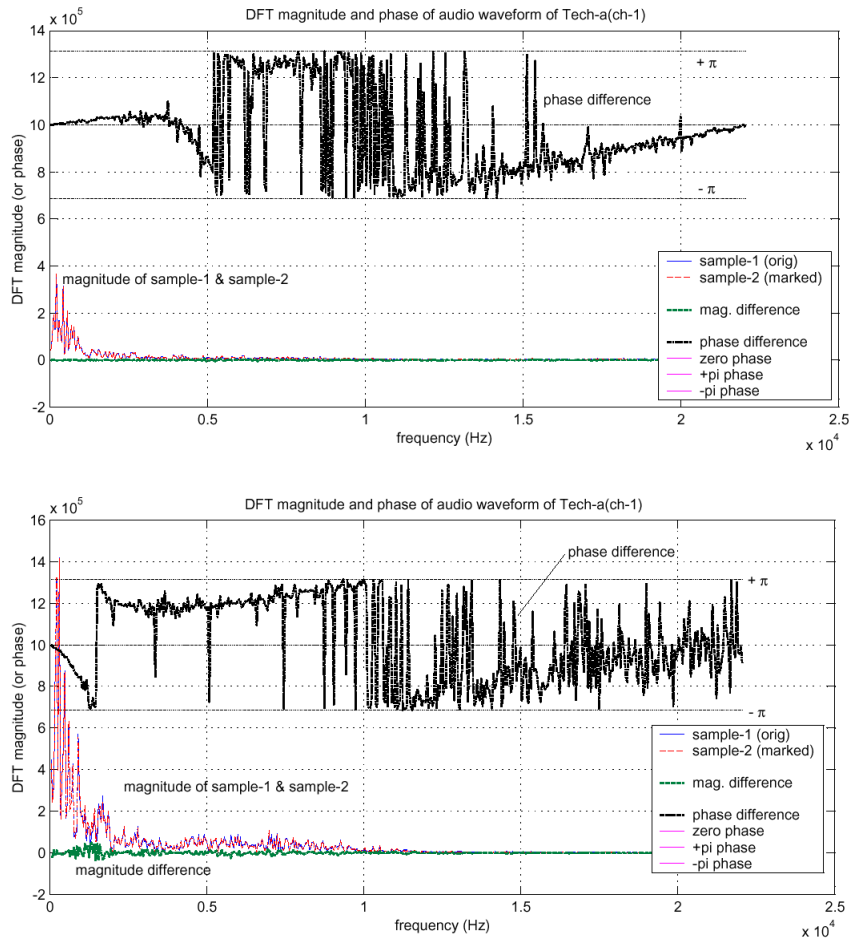 DFT magnitude and phase of audio waveform of Tech-a(ch-1)
x 10^5
14
12
10
8
6
4
2
0
-2
DFT magnitude (or phase)
+ π
phase difference
- π
magnitude of sample-1 & sample-2
sample-1 (orig)
sample-2 (marked)
mag. difference
phase difference
zero phase
+pi phase
-pi phase
0 0.5 1 1.5 2 2.5
frequency (Hz)
x 10^4
DFT magnitude and phase of audio waveform of Tech-a(ch-1)
x 10^5
16
14
12
10
8
6
4
2
0
-2
DFT magnitude (or phase)
phase difference
+ π
- π
magnitude of sample-1 & sample-2
magnitude difference
sample-1 (orig)
sample-2 (marked)
mag. difference
phase difference
zero phase
+pi phase
-pi phase
0 0.5 1 1.5 2 2.5
frequency (Hz)
x 10^4